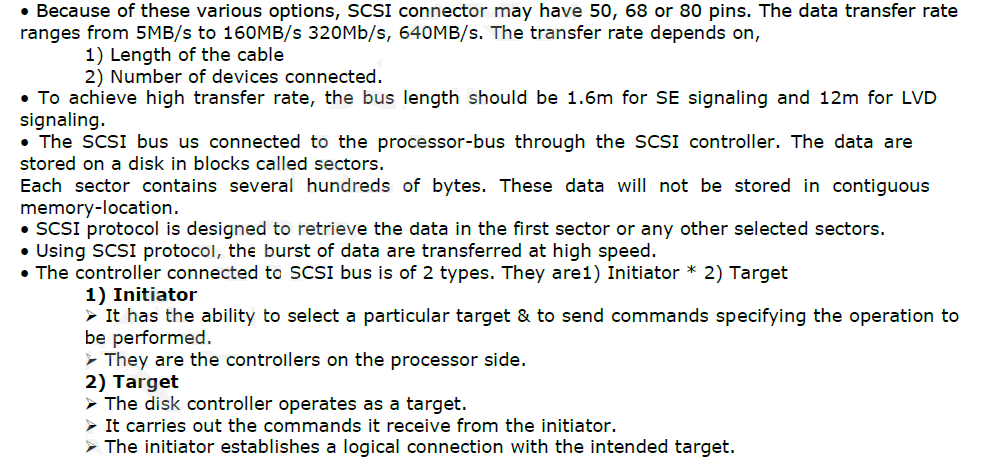 • Because of these various options, SCSI connector may have 50, 68 or 80 pins. The data transfer rate
ranges from 5MB/s to 160MB/s 320Mb/s, 640MB/s. The transfer rate depends on,
1) Length of the cable
2) Number of devices connected.
• To achieve high transfer rate, the bus length should be 1.6m for SE signaling and 12m for LVD
signaling.
• The SCSI bus us connected to the processor-bus through the SCSI controller. The data are
stored on a disk in blocks called sectors.
Each sector contains several hundreds of bytes. These data will not be stored in contiguous
memory-location.
• SCSI protocol is designed to retrieve the data in the first sector or any other selected sectors.
• Using SCSI protocol, the burst of data are transferred at high speed.
• The controller connected to SCSI bus is of 2 types. They are1) Initiator * 2) Target
1) Initiator
➢ It has the ability to select a particular target & to send commands specifying the operation to
be performed.
➢ They are the controllers on the processor side.
2) Target
➢ The disk controller operates as a target.
➢ It carries out the commands it receive from the initiator.
➢ The initiator establishes a logical connection with the intended target.